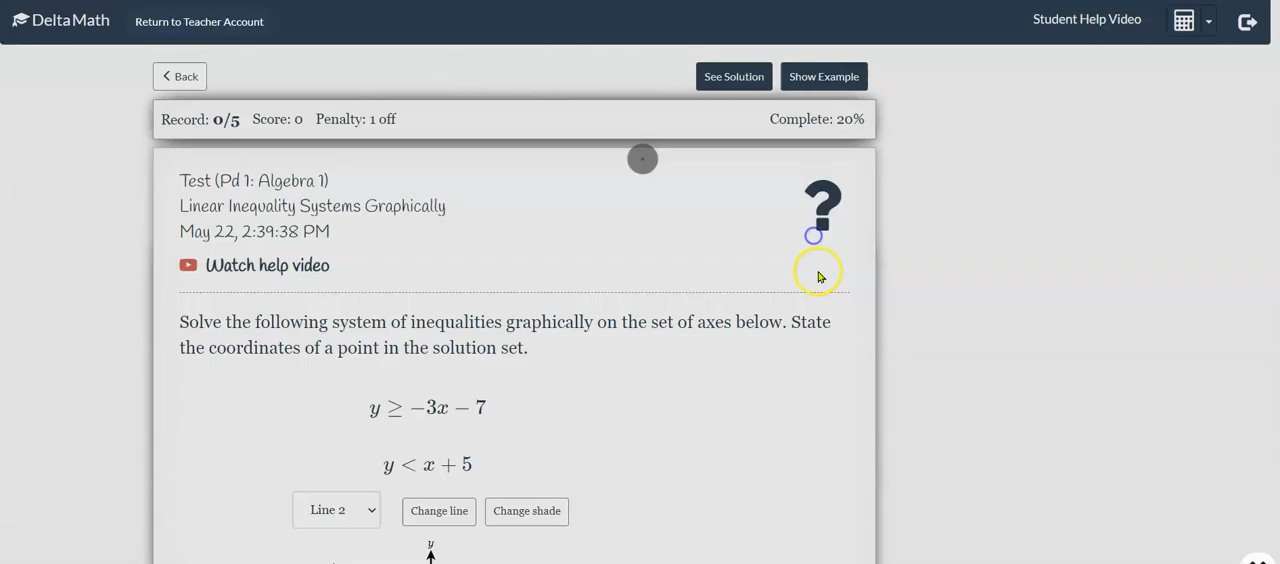 DeltaMath Return to Teacher Account Student Help Video
Back See Solution Show Example
Record: 0/5 Score: 0 Penalty: 1 off Complete: 20%
Test (Pd 1: Algebra 1)
Linear Inequality Systems Graphically
May 22, 2:39:38 PM
?
Watch help video
Solve the following system of inequalities graphically on the set of axes below. State
the coordinates of a point in the solution set.
y ≥ −3x − 7
y < x + 5
Line 2 Change line Change shade
y